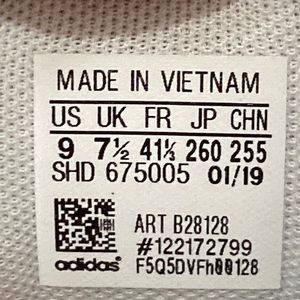 MADE IN VIETNAM
US UK FR JP CHN
9 7½ 41⅓ 260 255
SHD 675005 01/19
ART B28128
#122172799
adidas F5Q5DVFh00128